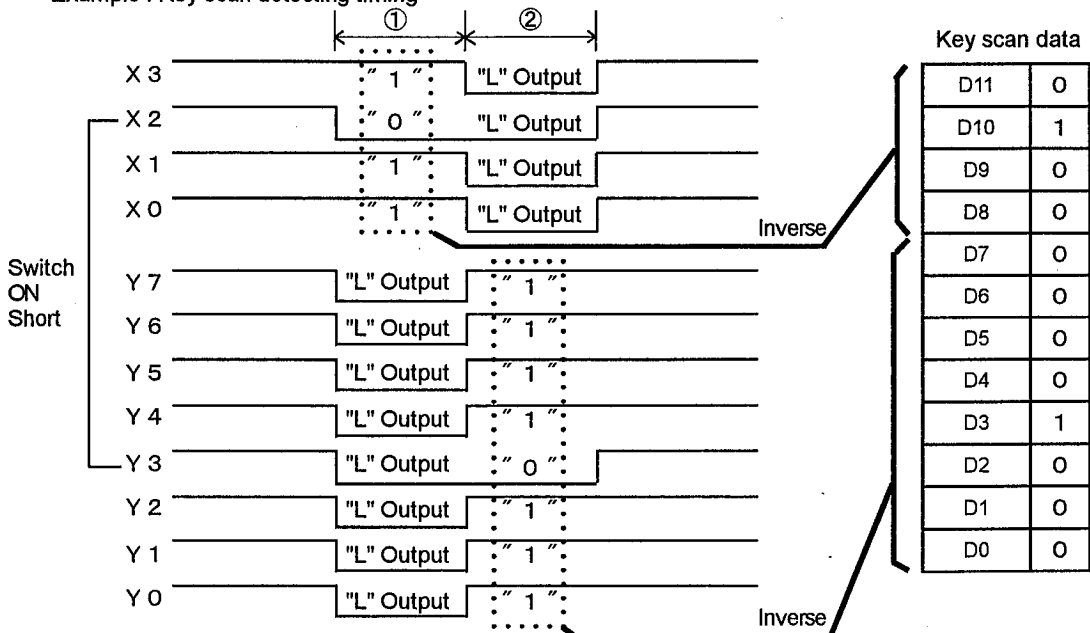 Example : Key scan detecting timing
① ②
Key scan data
X 3 " 1 " "L" Output
X 2 " 0 " "L" Output
X 1 " 1 " "L" Output
X 0 " 1 " "L" Output
Inverse
Switch
ON
Short
Y 7 "L" Output " 1 "
Y 6 "L" Output " 1 "
Y 5 "L" Output " 1 "
Y 4 "L" Output " 1 "
Y 3 "L" Output " 0 "
Y 2 "L" Output " 1 "
Y 1 "L" Output " 1 "
Y 0 "L" Output " 1 "
Inverse
D11 0
D10 1
D9 0
D8 0
D7 0
D6 0
D5 0
D4 0
D3 1
D2 0
D1 0
D0 0